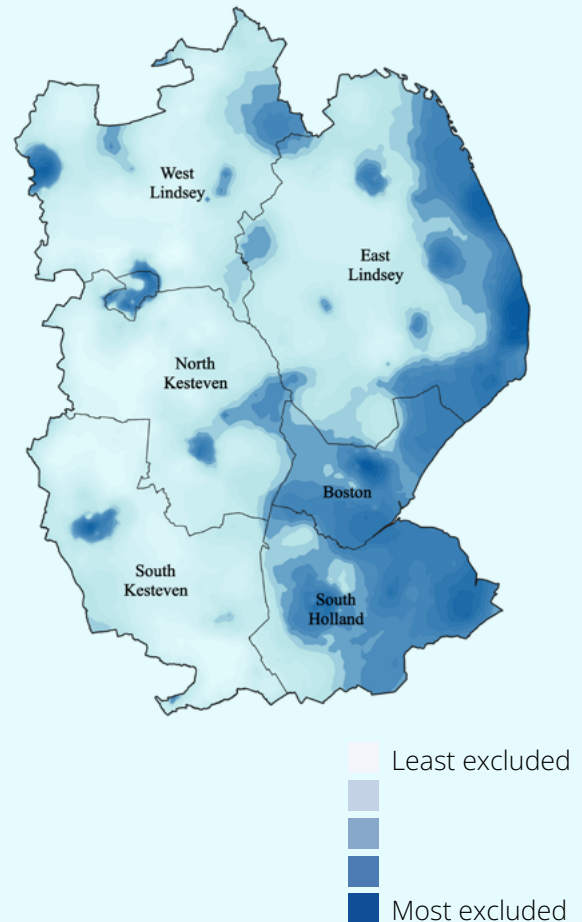 West
Lindsey
East
Lindsey
North
Kesteven
Boston
South
Kesteven
South
Holland
Least excluded
Most excluded